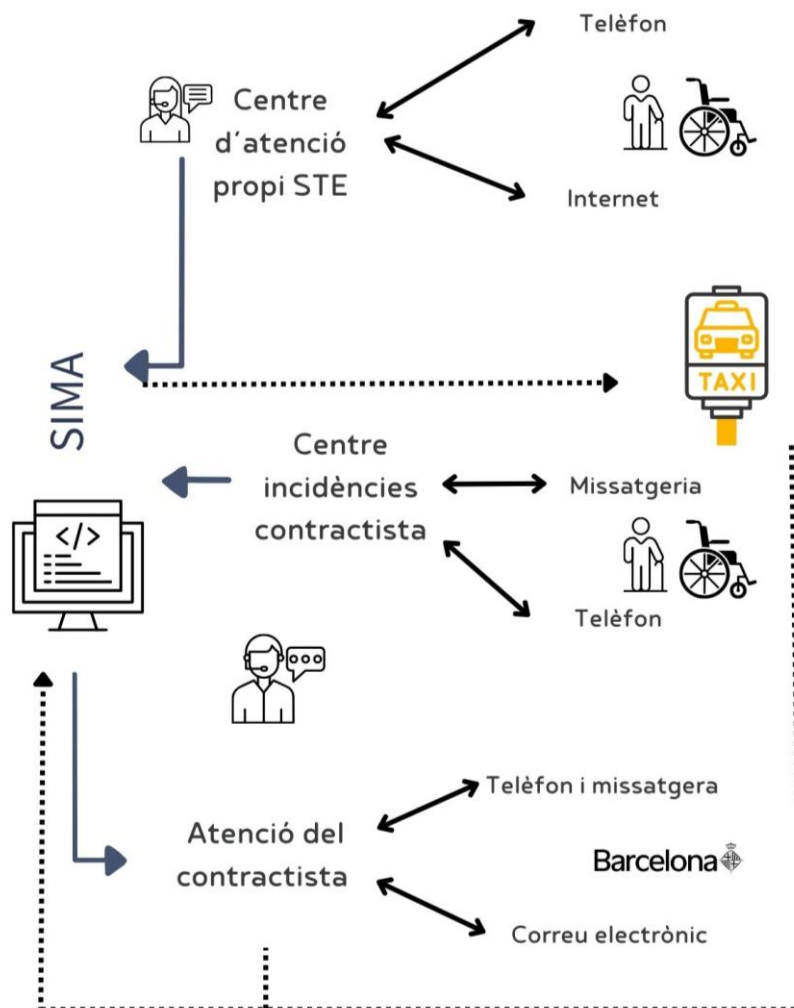 Telèfon
Centre
d´atenció
propi STE
Internet
SIMA
TAXI
Centre
incidències
contractista
Missatgeria
</>
Telèfon
Telèfon i missatgera
Atenció del
contractista
Barcelona
Correu electrònic